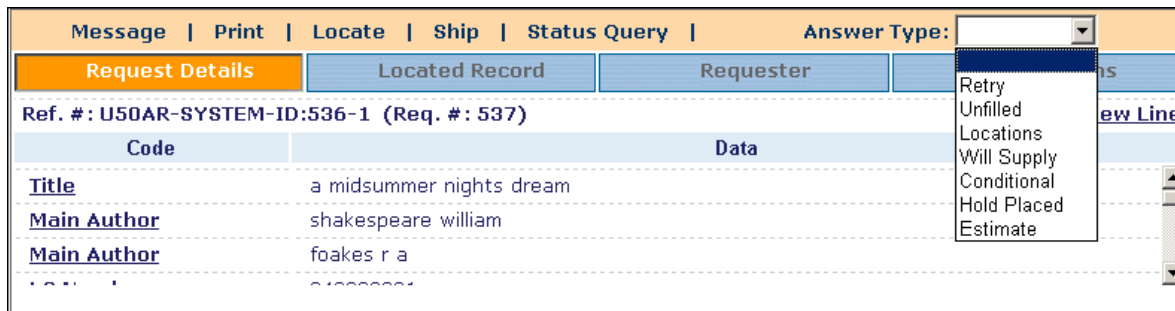 Message | Print | Locate | Ship | Status Query | Answer Type:
Request Details Located Record Requester
Retry
Unfilled
Locations
Will Supply
Conditional
Hold Placed
Estimate
Ref. #: U50AR-SYSTEM-ID:536-1 (Req. #: 537)
Code Data
Title a midsummer nights dream
Main Author shakespeare william
Main Author foakes r a